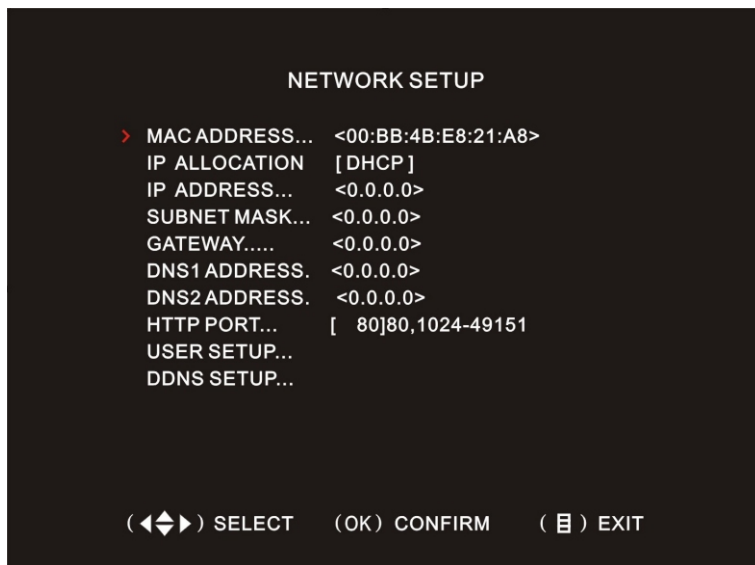 NETWORK SETUP
> MAC ADDRESS... <00:BB:4B:E8:21:A8>
IP ALLOCATION [DHCP]
IP ADDRESS... <0.0.0.0>
SUBNET MASK... <0.0.0.0>
GATEWAY..... <0.0.0.0>
DNS1 ADDRESS. <0.0.0.0>
DNS2 ADDRESS. <0.0.0.0>
HTTP PORT... [ 80]80,1024-49151
USER SETUP...
DDNS SETUP...
( ) SELECT (OK) CONFIRM ( ) EXIT